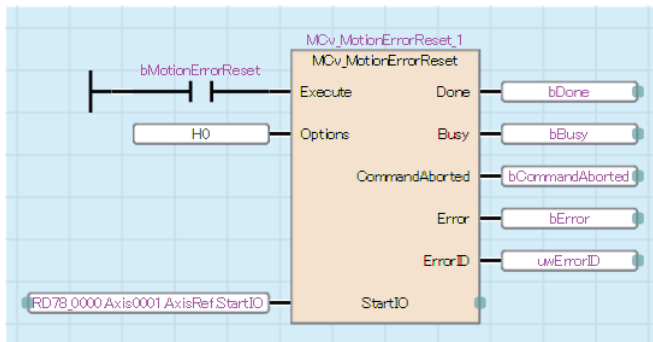 MCv_MotionErrorReset_1
bMotionErrorReset
MCv_MotionErrorReset
Execute Done bDone
H0 Options Busy bBusy
CommandAborted bCommandAborted
Error bError
ErrorID uwErrorID
RD78_0000.Axis0001.AxisRef.StartIO StartIO